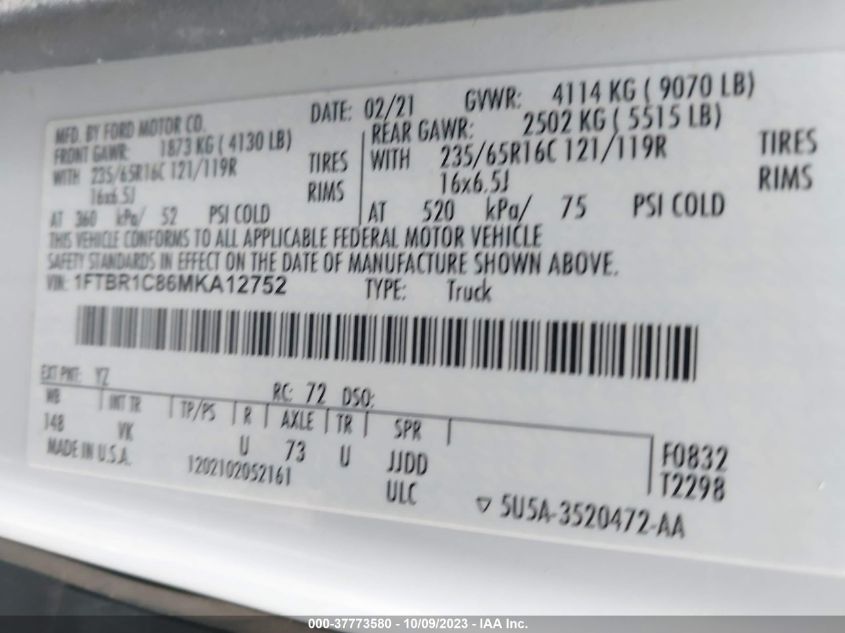 MFD. BY FORD MOTOR CO. DATE: 02/21 GVWR: 4114 KG ( 9070 LB)
FRONT GAWR: 1873 KG ( 4130 LB) REAR GAWR: 2502 KG ( 5515 LB)
WITH 235/65R16C 121/119R TIRES WITH 235/65R16C 121/119R TIRES
16x6.5J RIMS 16x6.5J RIMS
AT 360 kPa/ 52 PSI COLD AT 520 kPa/ 75 PSI COLD
THIS VEHICLE CONFORMS TO ALL APPLICABLE FEDERAL MOTOR VEHICLE
SAFETY STANDARDS IN EFFECT ON THE DATE OF MANUFACTURE SHOWN ABOVE.
VIN: 1FTBR1C86MKA12752 TYPE: Truck
EXT PNT: YZ RC: 72 DSO:
WB INT TR TP/PS R AXLE TR SPR
148 VK U 73 U JJDD F0832
MADE IN U.S.A. 1202102052161 ULC T2298
▽ 5U5A-3520472-AA
000-37773580 - 10/09/2023 - IAA Inc.